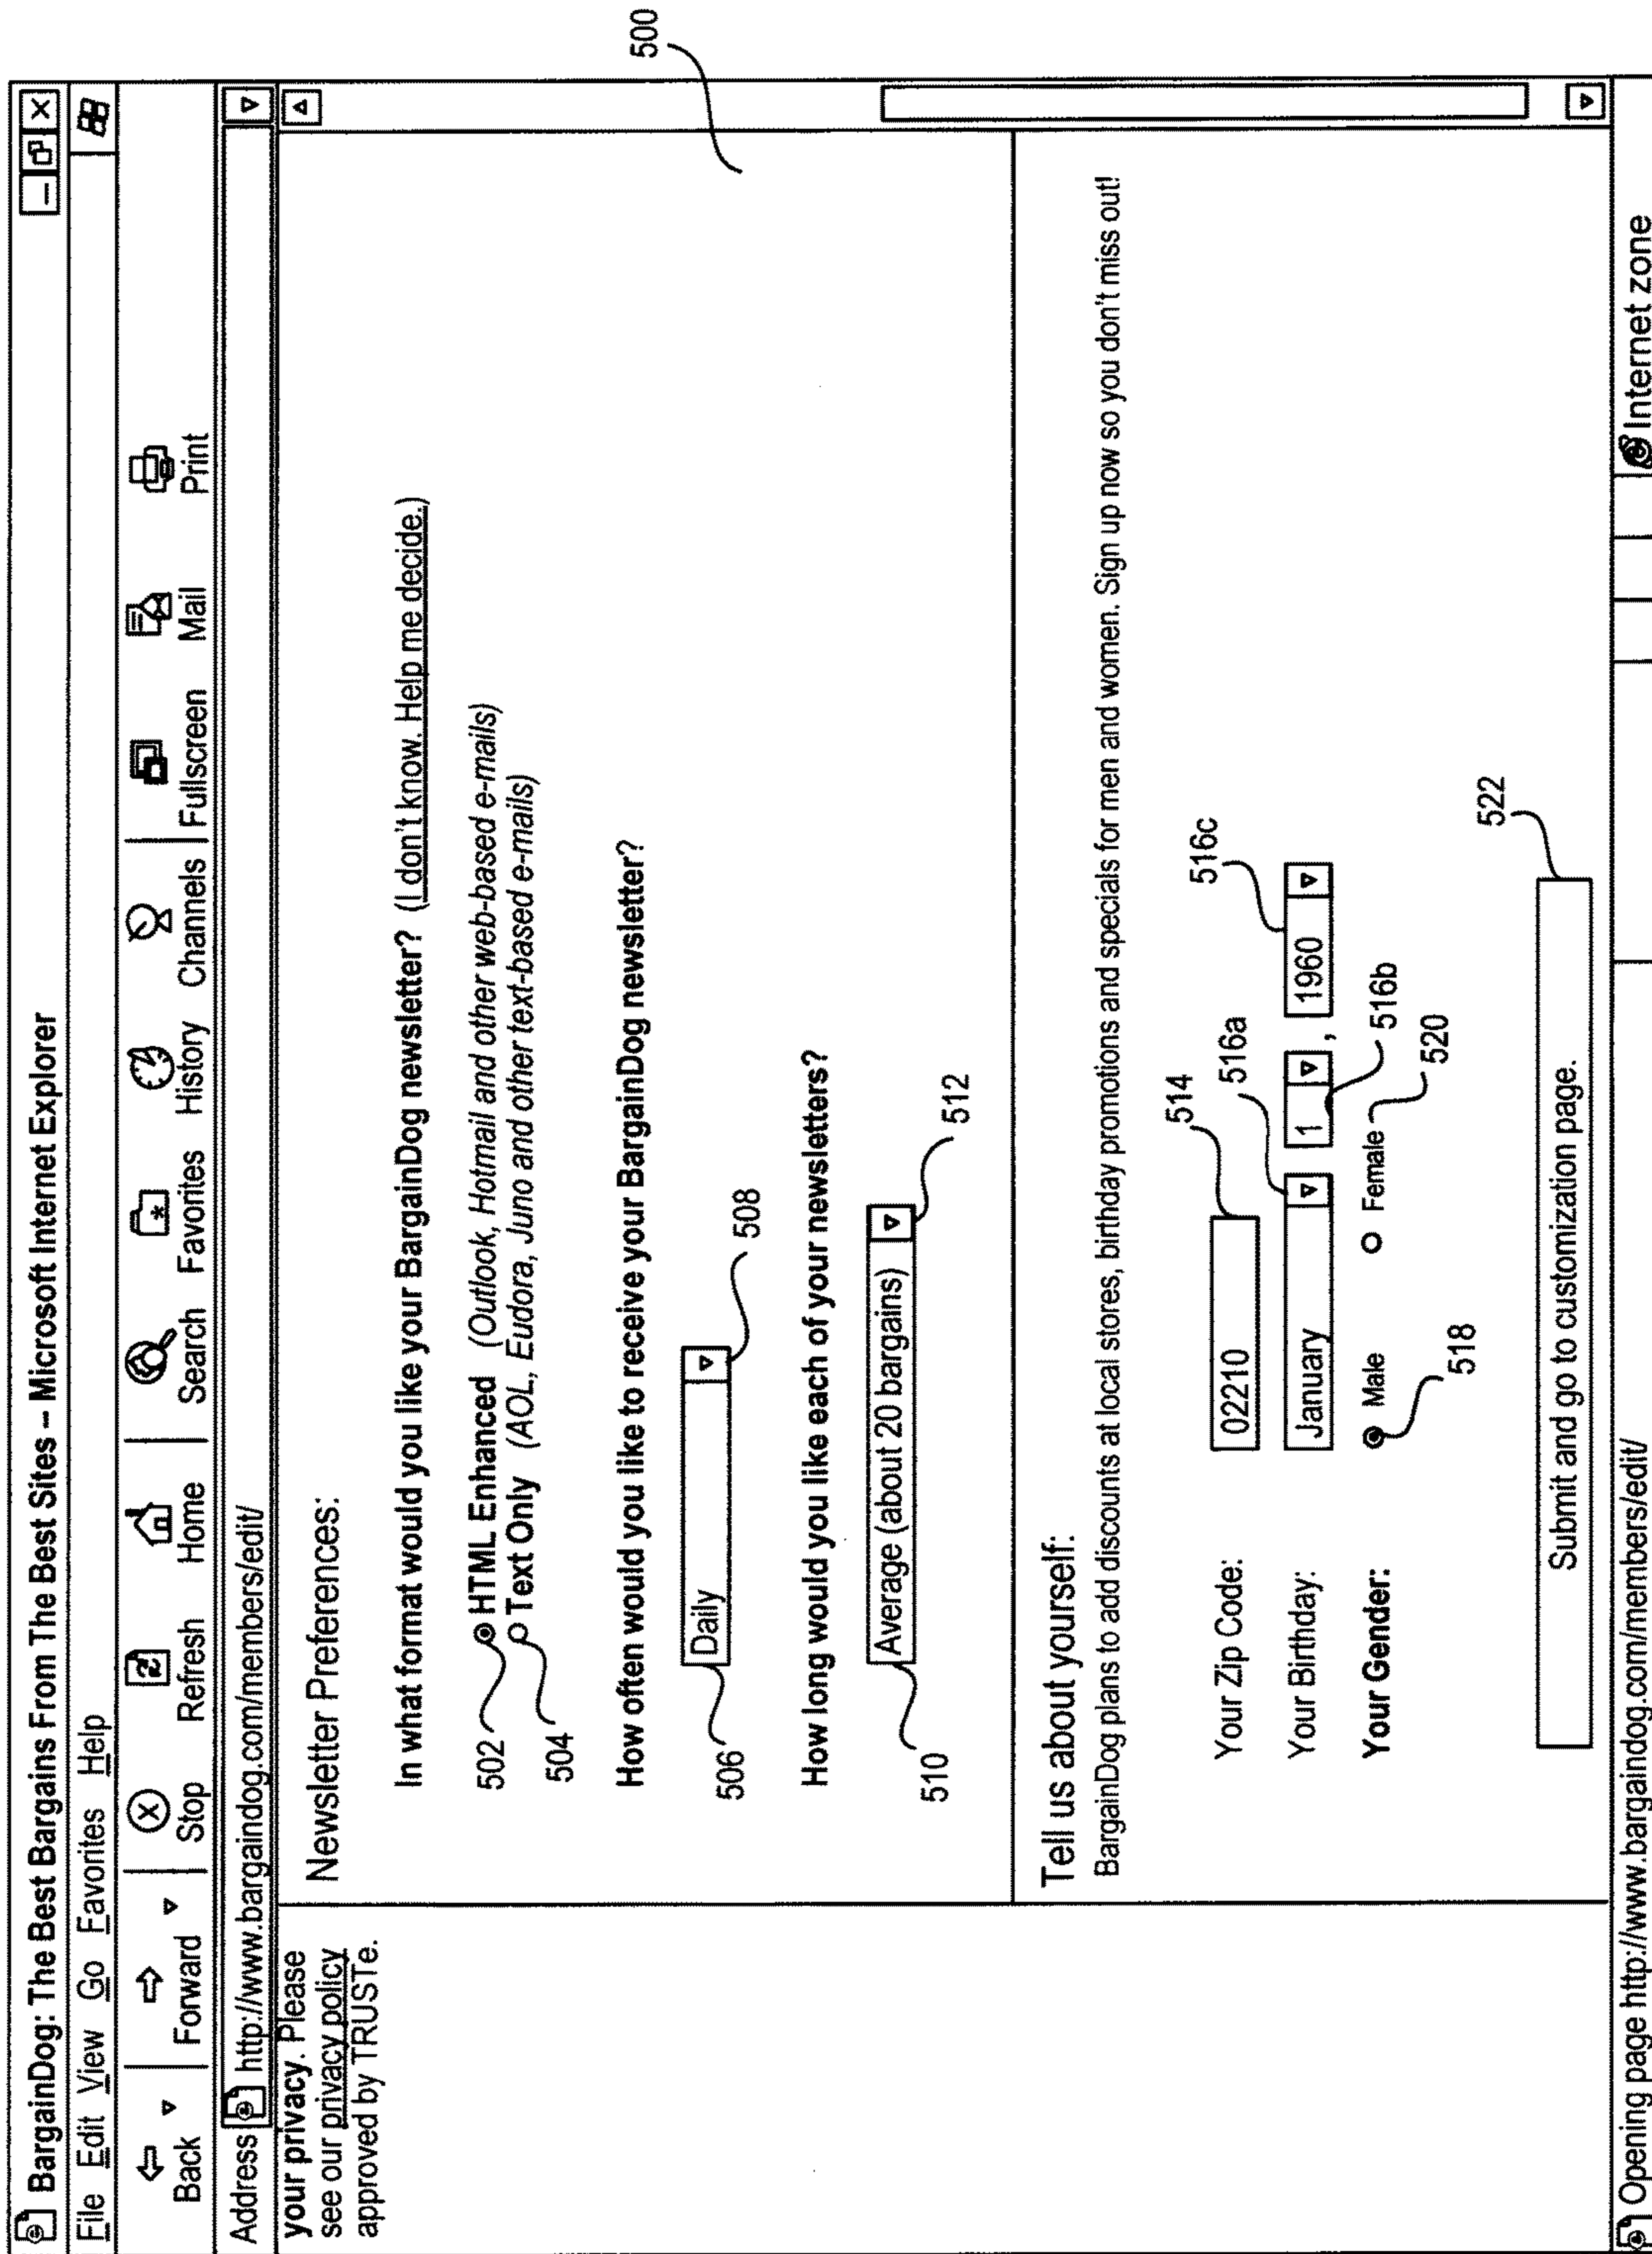 BargainDog: The Best Bargains From The Best Sites – Microsoft Internet Explorer
File Edit View Go Favorites Help
Back Forward Stop Refresh Home Search Favorites History Channels Fullscreen Mail Print
Address http://www.bargaindog.com/members/edit/
your privacy. Please
see our privacy policy
approved by TRUSTe.
Newsletter Preferences:
500
In what format would you like your BargainDog newsletter? (I don't know. Help me decide.)
502 HTML Enhanced (Outlook, Hotmail and other web-based e-mails)
504 Text Only (AOL, Eudora, Juno and other text-based e-mails)
How often would you like to receive your BargainDog newsletter?
506 Daily 508
How long would you like each of your newsletters?
510 Average (about 20 bargains) 512
Tell us about yourself:
BargainDog plans to add discounts at local stores, birthday promotions and specials for men and women. Sign up now so you don't miss out!
514
Your Zip Code: 02210
516a 516c
Your Birthday: January 1 , 1960
516b
Your Gender: Male Female 520
518
522
Submit and go to customization page.
Opening page http://www.bargaindog.com/members/edit/ Internet zone